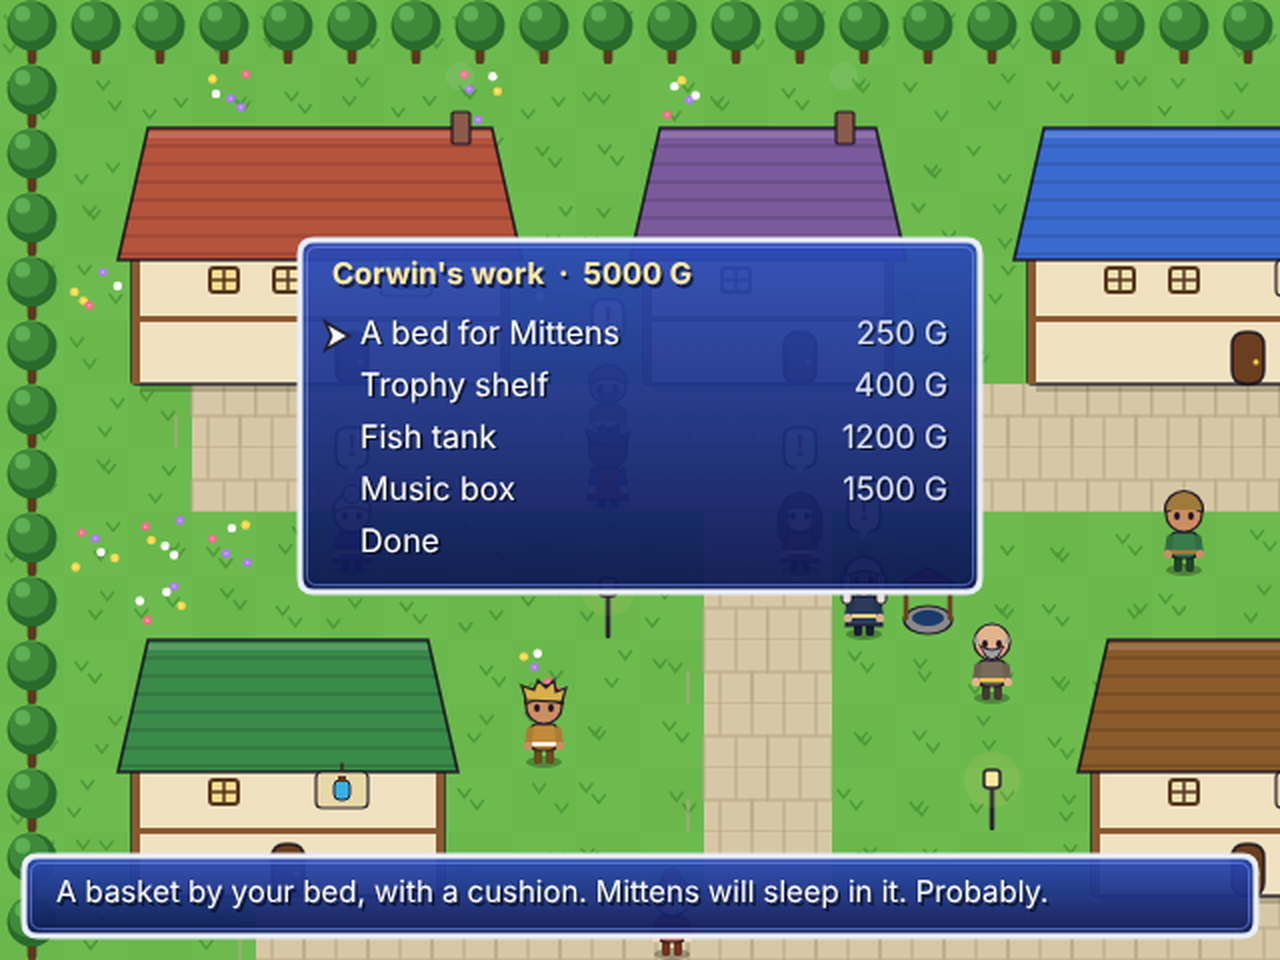 Corwin's work · 5000 G
A bed for Mittens 250 G
Trophy shelf 400 G
Fish tank 1200 G
Music box 1500 G
Done
A basket by your bed, with a cushion. Mittens will sleep in it. Probably.